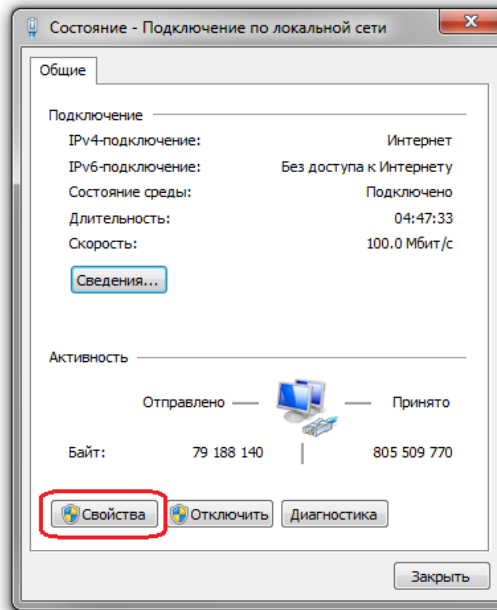 Состояние - Подключение по локальной сети
Общие
Подключение
IPv4-подключение: Интернет
IPv6-подключение: Без доступа к Интернету
Состояние среды: Подключено
Длительность: 04:47:33
Скорость: 100.0 Мбит/с
Сведения...
Активность
Отправлено — — Принято
Байт: 79 188 140 | 805 509 770
Свойства Отключить Диагностика
Закрыть